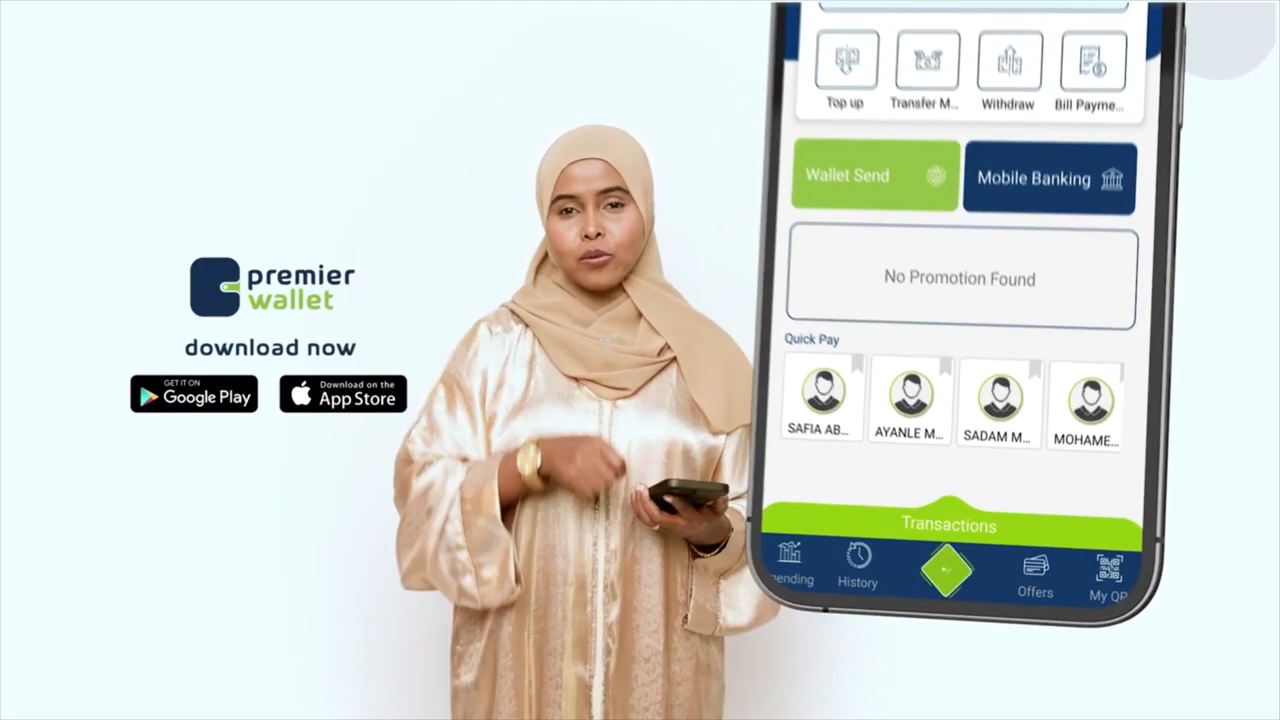 premier
wallet
download now
GET IT ON
Google Play
Download on the
App Store
Top up
Transfer M...
Withdraw
Bill Payme...
Wallet Send
Mobile Banking
No Promotion Found
Quick Pay
SAFIA AB...
AYANLE M...
SADAM M...
MOHAME...
Transactions
pending
History
Offers
My QR